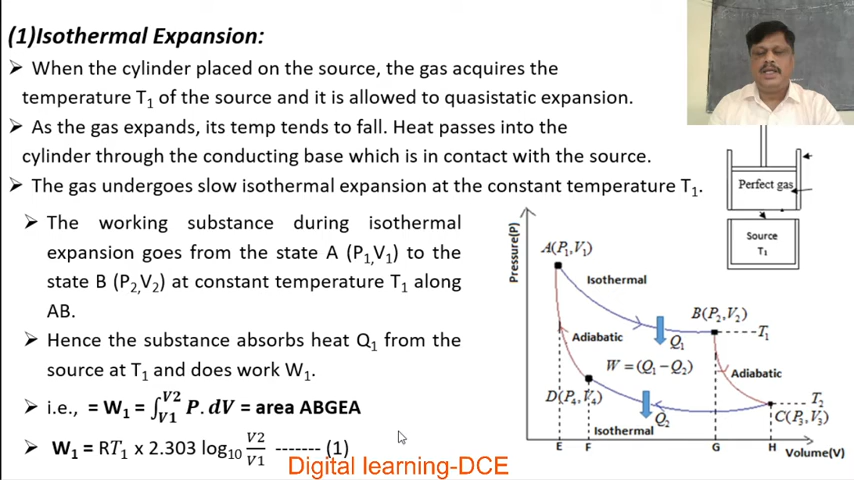 (1)Isothermal Expansion:
➢ When the cylinder placed on the source, the gas acquires the
temperature T₁ of the source and it is allowed to quasistatic expansion.
➢ As the gas expands, its temp tends to fall. Heat passes into the
cylinder through the conducting base which is in contact with the source.
➢ The gas undergoes slow isothermal expansion at the constant temperature T₁.
➢ The working substance during isothermal
expansion goes from the state A (P₁,V₁) to the
state B (P₂,V₂) at constant temperature T₁ along
AB.
➢ Hence the substance absorbs heat Q₁ from the
source at T₁ and does work W₁.
➢ i.e., = W₁ = ∫V1 V2 P.dV = area ABGEA
➢ W₁ = RT₁ x 2.303 log₁₀ V2/V1 ------- (1)
Digital learning-DCE
Perfect gas
Source
T₁
Pressure(P)
A(P₁,V₁)
Isothermal
B(P₂,V₂)
T₁
Q₁
Adiabatic
W = (Q₁-Q₂)
Adiabatic
D(P₄,V₄)
T₂
Q₂
C(P₃,V₃)
Isothermal
E F G H
Volume(V)